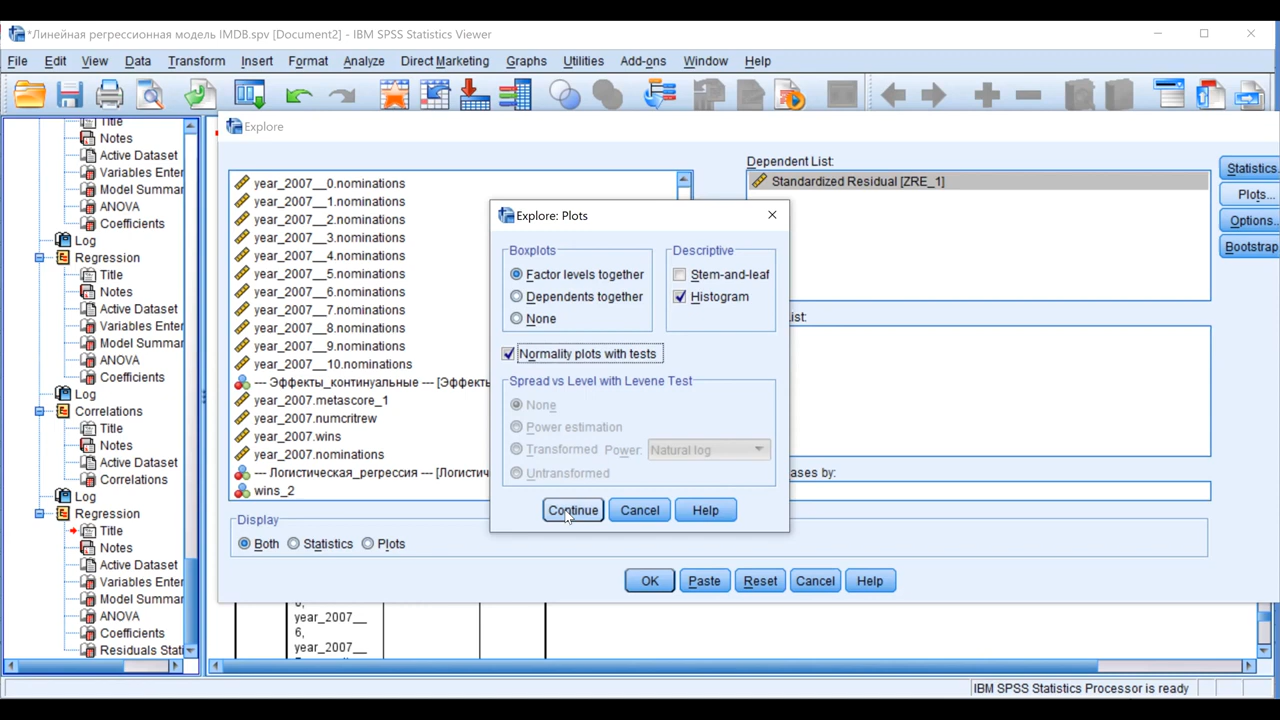 *Линейная регрессионная модель IMDB.spv [Document2] - IBM SPSS Statistics Viewer
File Edit View Data Transform Insert Format Analyze Direct Marketing Graphs Utilities Add-ons Window Help
Title
Notes
Active Dataset
Variables Enter
Model Summar
ANOVA
Coefficients
Log
Regression
Title
Notes
Active Dataset
Variables Enter
Model Summar
ANOVA
Coefficients
Log
Correlations
Title
Notes
Active Dataset
Correlations
Log
Regression
Title
Notes
Active Dataset
Variables Enter
Model Summar
ANOVA
Coefficients
Residuals Stati
Explore
year_2007__0.nominations
year_2007__1.nominations
year_2007__2.nominations
year_2007__3.nominations
year_2007__4.nominations
year_2007__5.nominations
year_2007__6.nominations
year_2007__7.nominations
year_2007__8.nominations
year_2007__9.nominations
year_2007__10.nominations
--- Эффекты_континуальные --- [Эффекты
year_2007.metascore_1
year_2007.numcritrew
year_2007.wins
year_2007.nominations
--- Логистическая_регрессия --- [Логисти
wins_2
Dependent List:
Standardized Residual [ZRE_1]
List:
ases by:
Statistics.
Plots...
Options..
Bootstrap
Explore: Plots
Boxplots
Factor levels together
Dependents together
None
Descriptive
Stem-and-leaf
Histogram
Normality plots with tests
Spread vs Level with Levene Test
None
Power estimation
Transformed Power: Natural log
Untransformed
Continue Cancel Help
Display
Both Statistics Plots
OK Paste Reset Cancel Help
year_2007__
6,
year_2007__
IBM SPSS Statistics Processor is ready